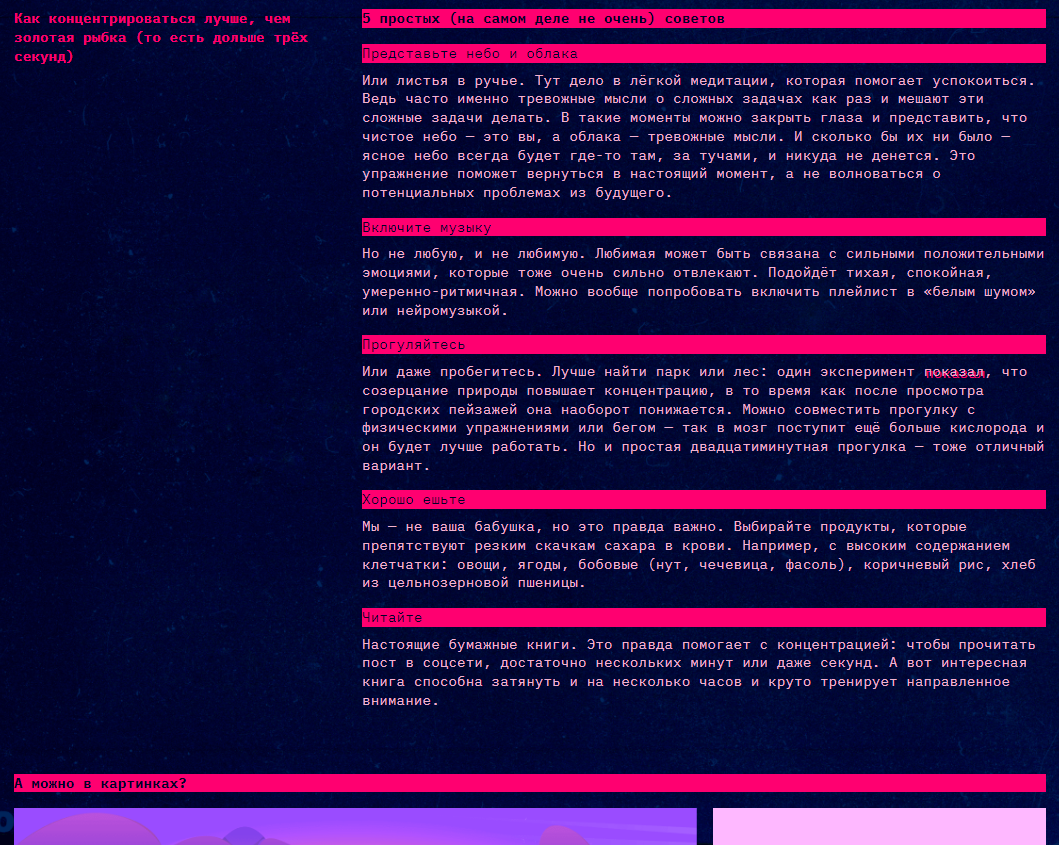 Как концентрироваться лучше, чем
золотая рыбка (то есть дольше трёх
секунд)
5 простых (на самом деле не очень) советов
Представьте небо и облака
Или листья в ручье. Тут дело в лёгкой медитации, которая помогает успокоиться.
Ведь часто именно тревожные мысли о сложных задачах как раз и мешают эти
сложные задачи делать. В такие моменты можно закрыть глаза и представить, что
чистое небо — это вы, а облака — тревожные мысли. И сколько бы их ни было —
ясное небо всегда будет где-то там, за тучами, и никуда не денется. Это
упражнение поможет вернуться в настоящий момент, а не волноваться о
потенциальных проблемах из будущего.
Включите музыку
Но не любую, и не любимую. Любимая может быть связана с сильными положительными
эмоциями, которые тоже очень сильно отвлекают. Подойдёт тихая, спокойная,
умеренно-ритмичная. Можно вообще попробовать включить плейлист в «белым шумом»
или нейромузыкой.
Прогуляйтесь
Или даже пробегитесь. Лучше найти парк или лес: один эксперимент показал, что
созерцание природы повышает концентрацию, в то время как после просмотра
городских пейзажей она наоборот понижается. Можно совместить прогулку с
физическими упражнениями или бегом — так в мозг поступит ещё больше кислорода и
он будет лучше работать. Но и простая двадцатиминутная прогулка — тоже отличный
вариант.
Хорошо ешьте
Мы — не ваша бабушка, но это правда важно. Выбирайте продукты, которые
препятствуют резким скачкам сахара в крови. Например, с высоким содержанием
клетчатки: овощи, ягоды, бобовые (нут, чечевица, фасоль), коричневый рис, хлеб
из цельнозерновой пшеницы.
Читайте
Настоящие бумажные книги. Это правда помогает с концентрацией: чтобы прочитать
пост в соцсети, достаточно нескольких минут или даже секунд. А вот интересная
книга способна затянуть и на несколько часов и круто тренирует направленное
внимание.
А можно в картинках?